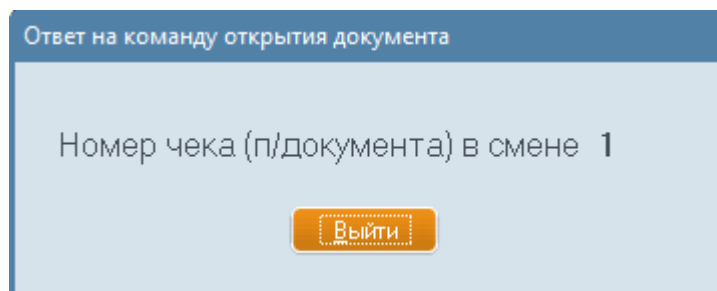 Ответ на команду открытия документа
Номер чека (п/документа) в смене 1
Выйти